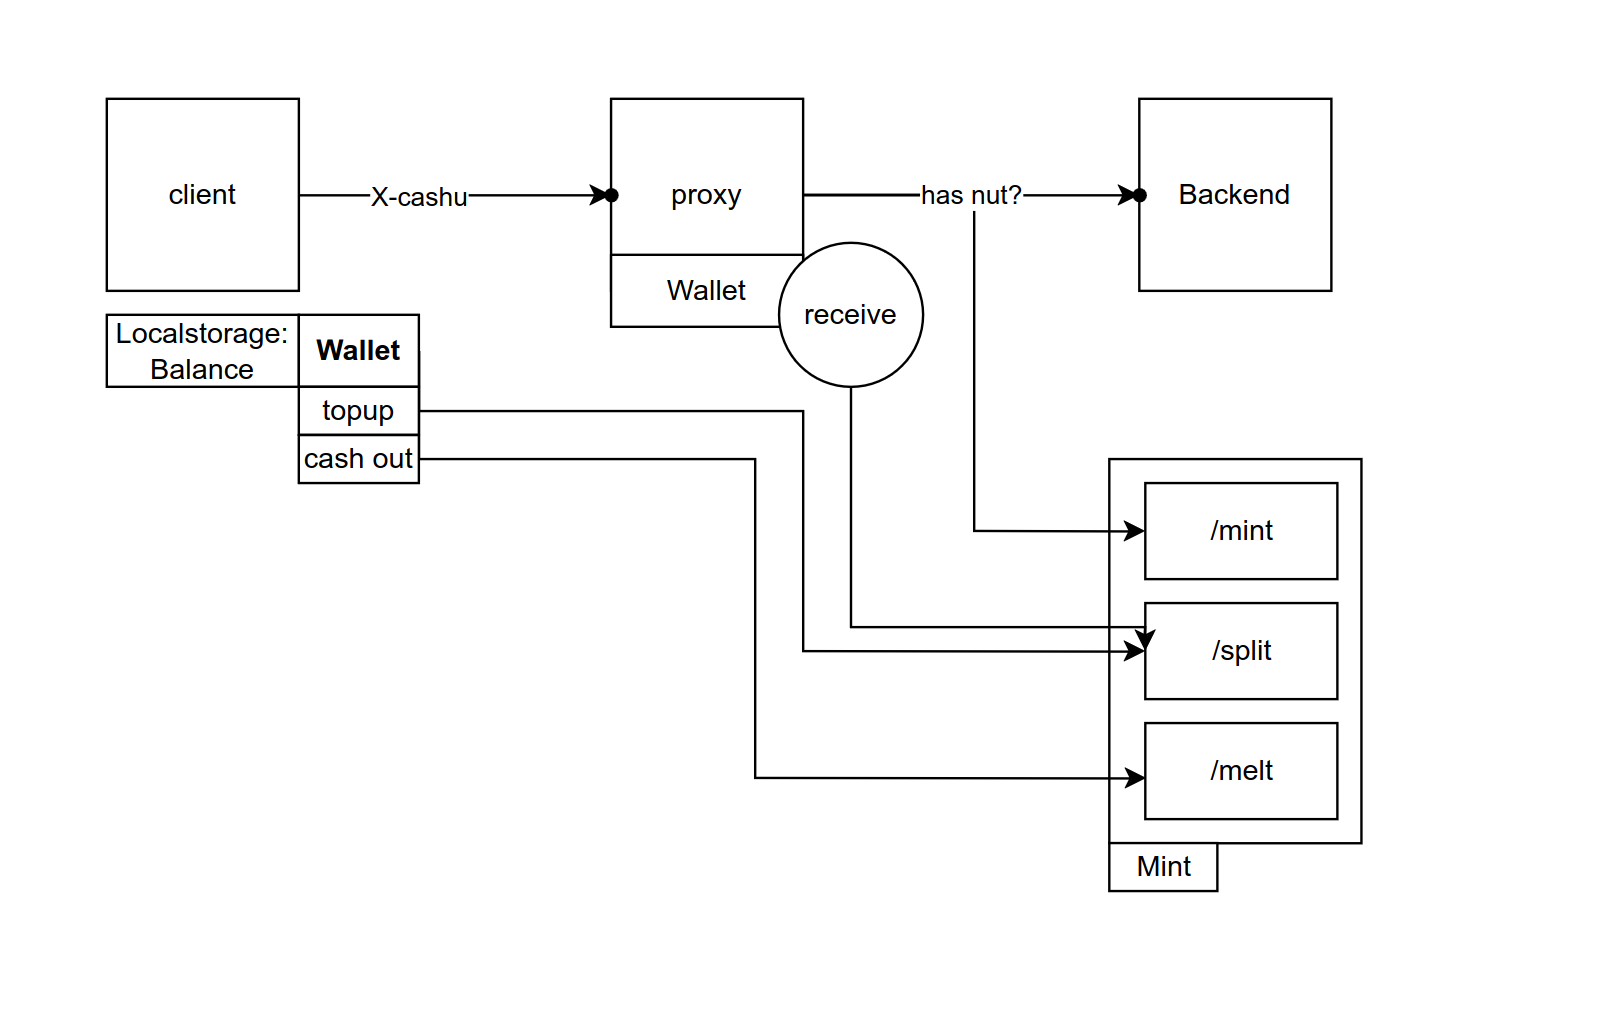 client
X-cashu
proxy
has nut?
Backend
Wallet
receive
Localstorage:
Balance
Wallet
topup
cash out
/mint
/split
/melt
Mint